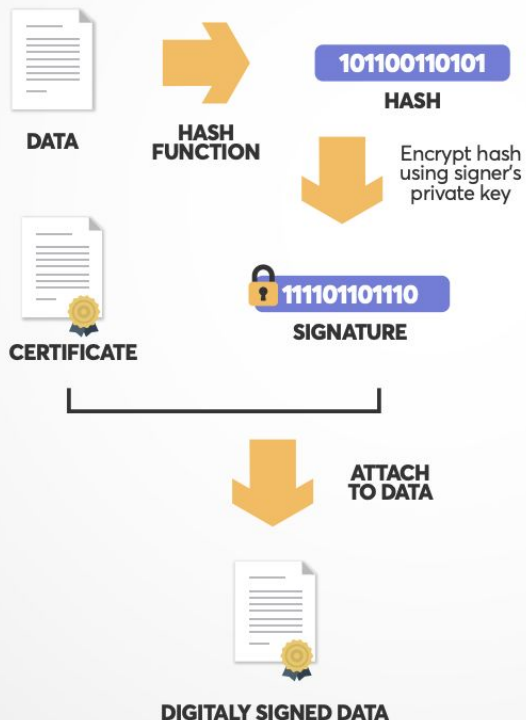 101100110101
HASH
DATA
HASH
FUNCTION
Encrypt hash
using signer's
private key
111101101110
SIGNATURE
CERTIFICATE
ATTACH
TO DATA
DIGITALY SIGNED DATA